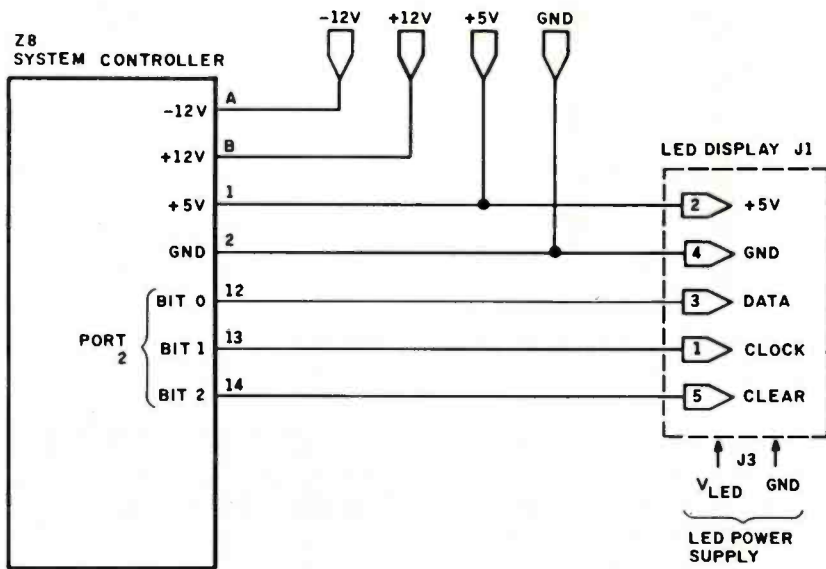 -12V +12V +5V GND
Z8
SYSTEM CONTROLLER
-12V A
+12V B
+5V 1
GND 2
PORT
2
BIT 0 12
BIT 1 13
BIT 2 14
LED DISPLAY J1
2 +5V
4 GND
3 DATA
1 CLOCK
5 CLEAR
J3
VLED GND
LED POWER
SUPPLY